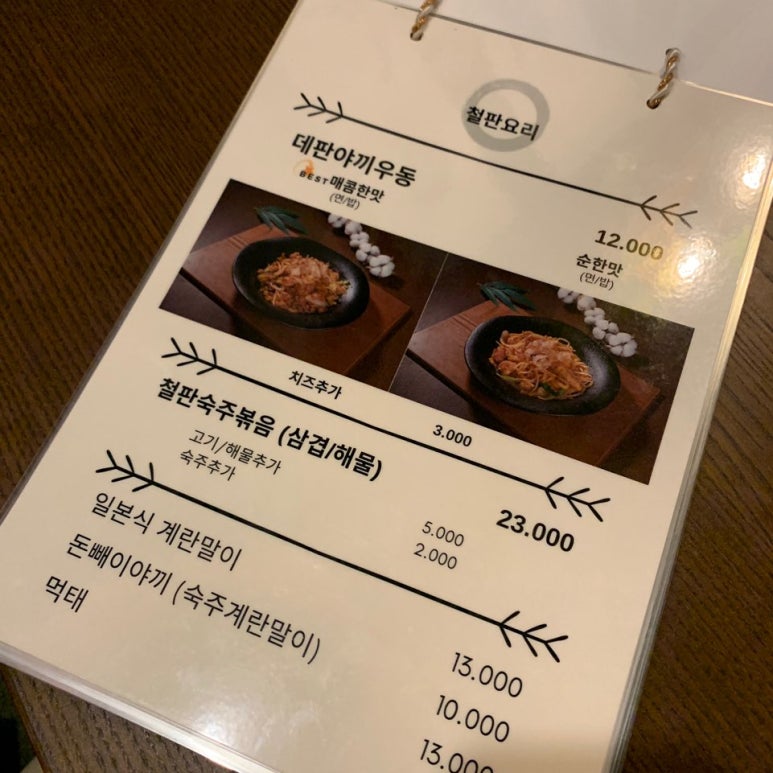 철판요리
데판야끼우동
BEST 매콤한맛
(면/밥)
12.000
순한맛
(면/밥)
치즈추가 3.000
철판숙주볶음 (삼겹/해물) 23.000
고기/해물추가 5.000
숙주추가 2.000
일본식 계란말이 13.000
돈빼이야끼 (숙주계란말이) 10.000
먹태 13.000